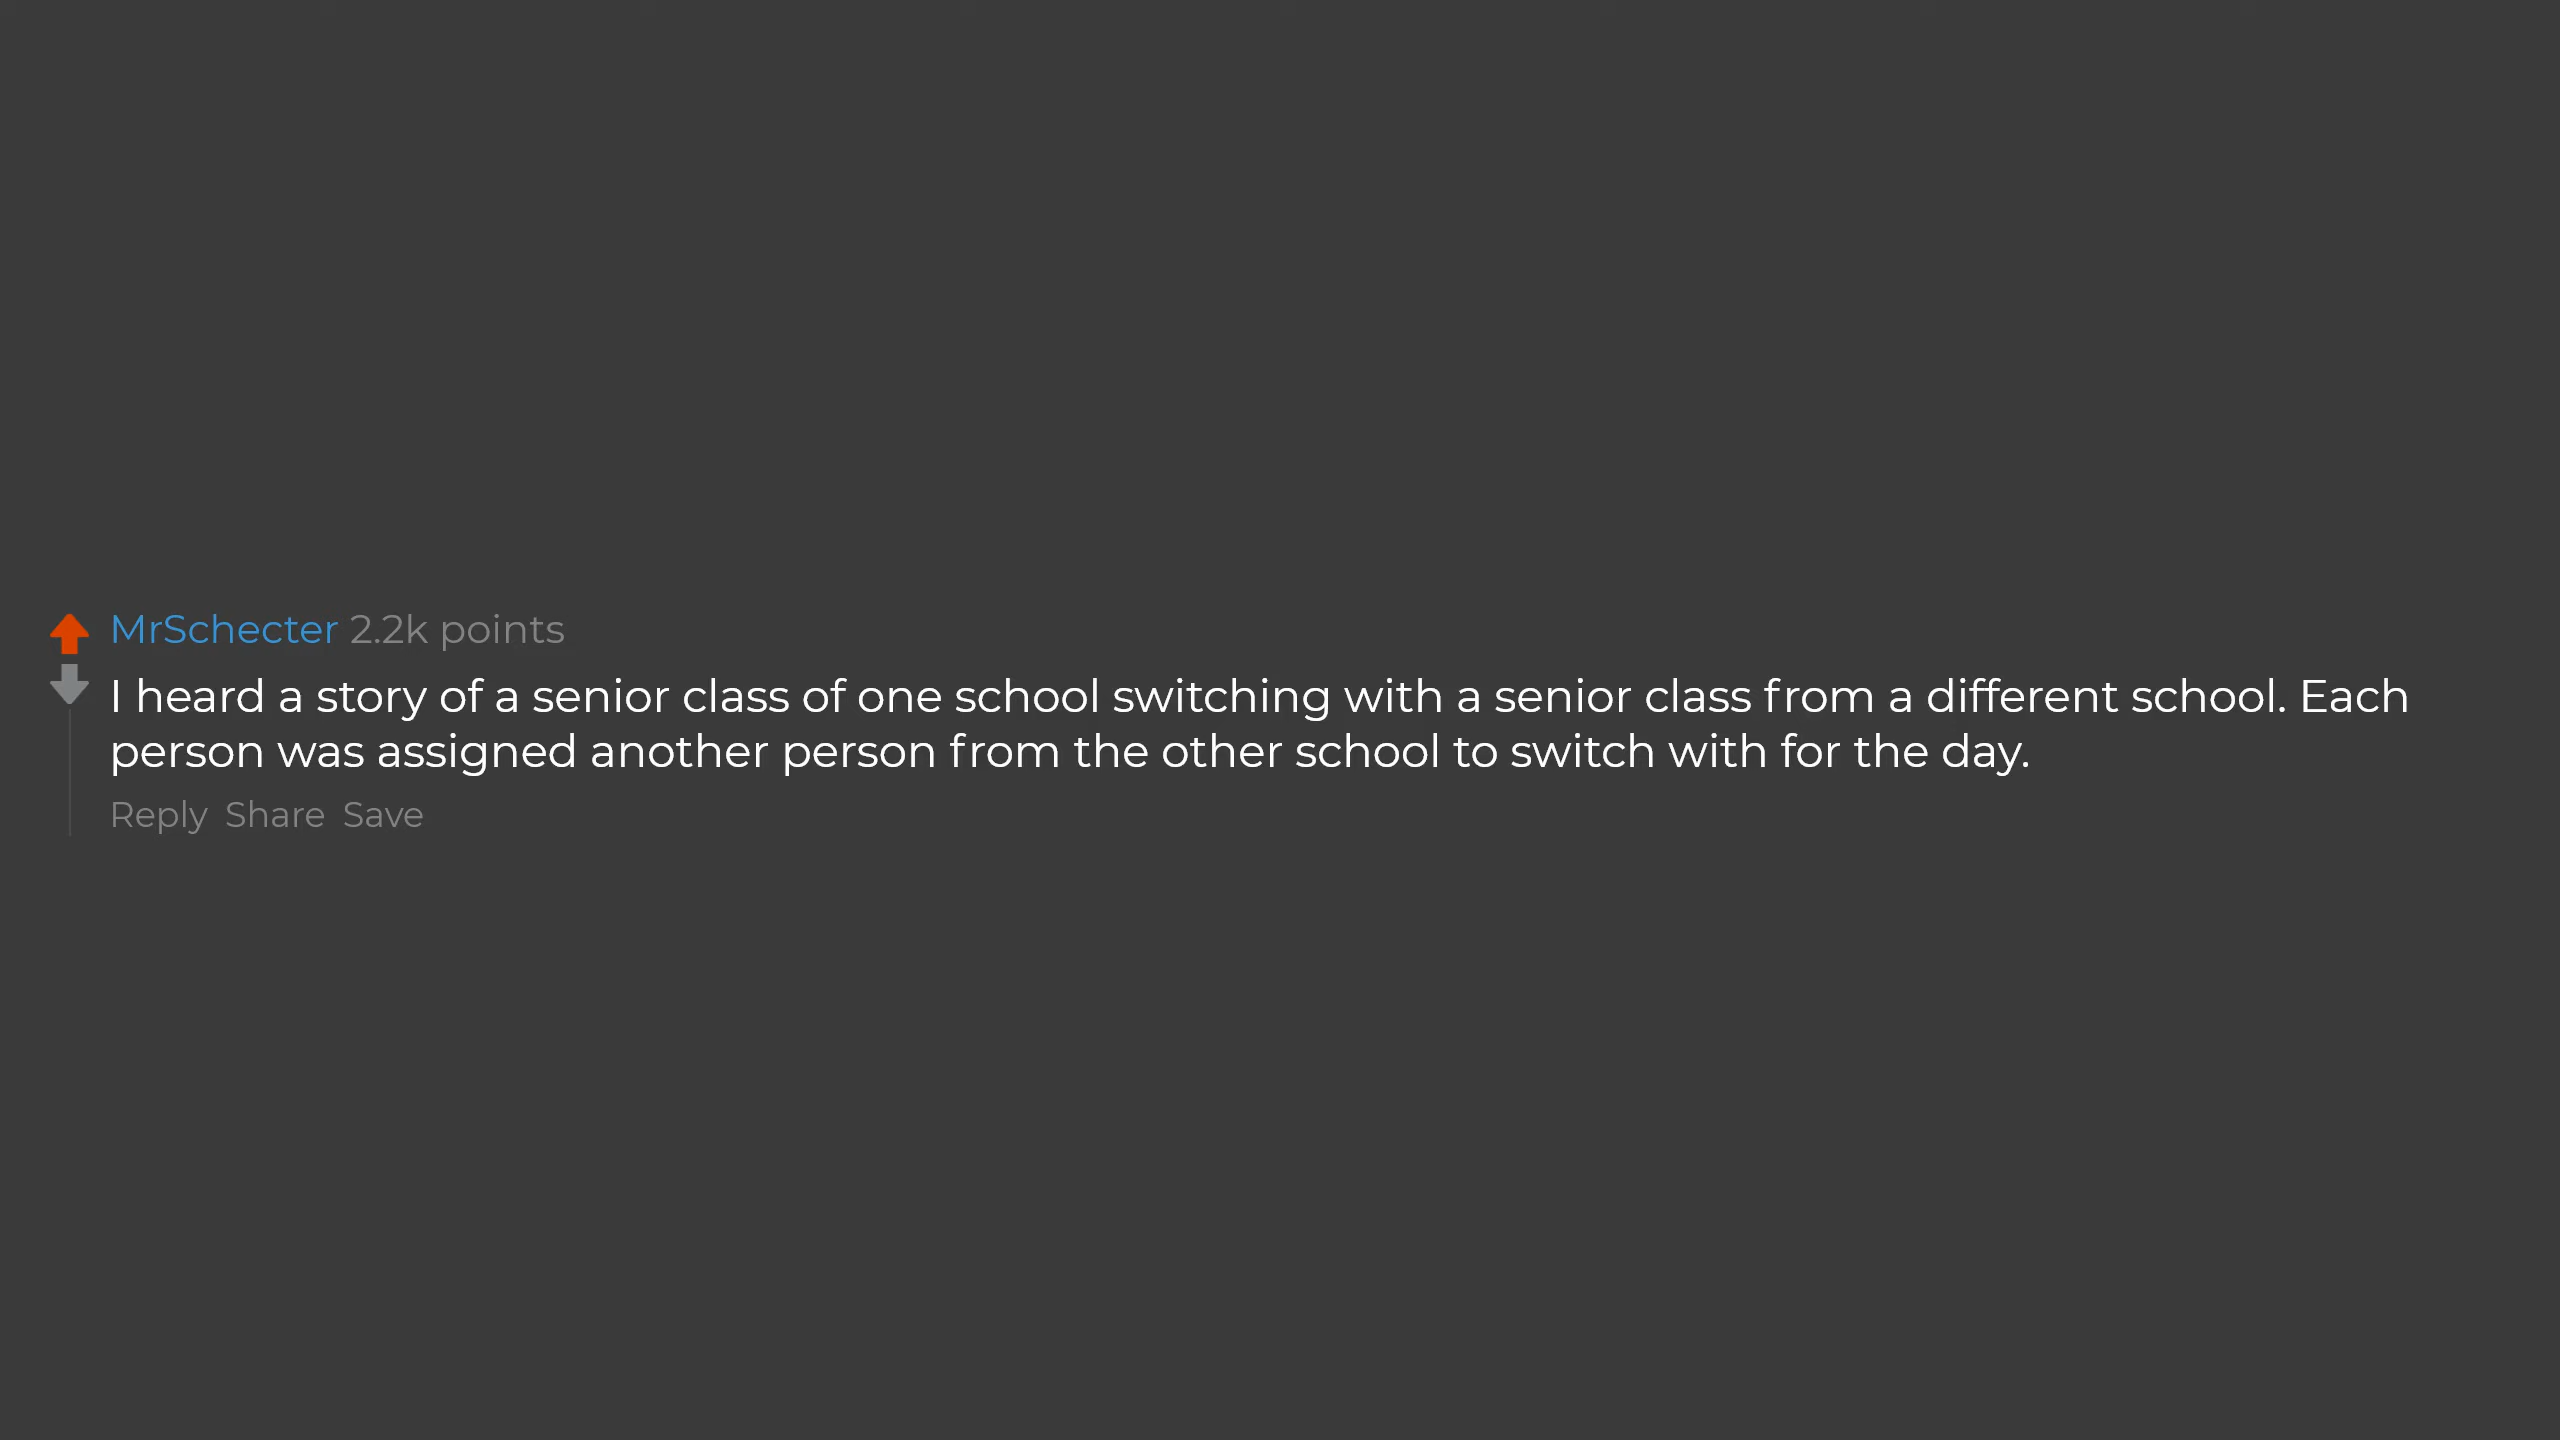 MrSchecter 2.2k points
I heard a story of a senior class of one school switching with a senior class from a different school. Each
person was assigned another person from the other school to switch with for the day.
Reply Share Save